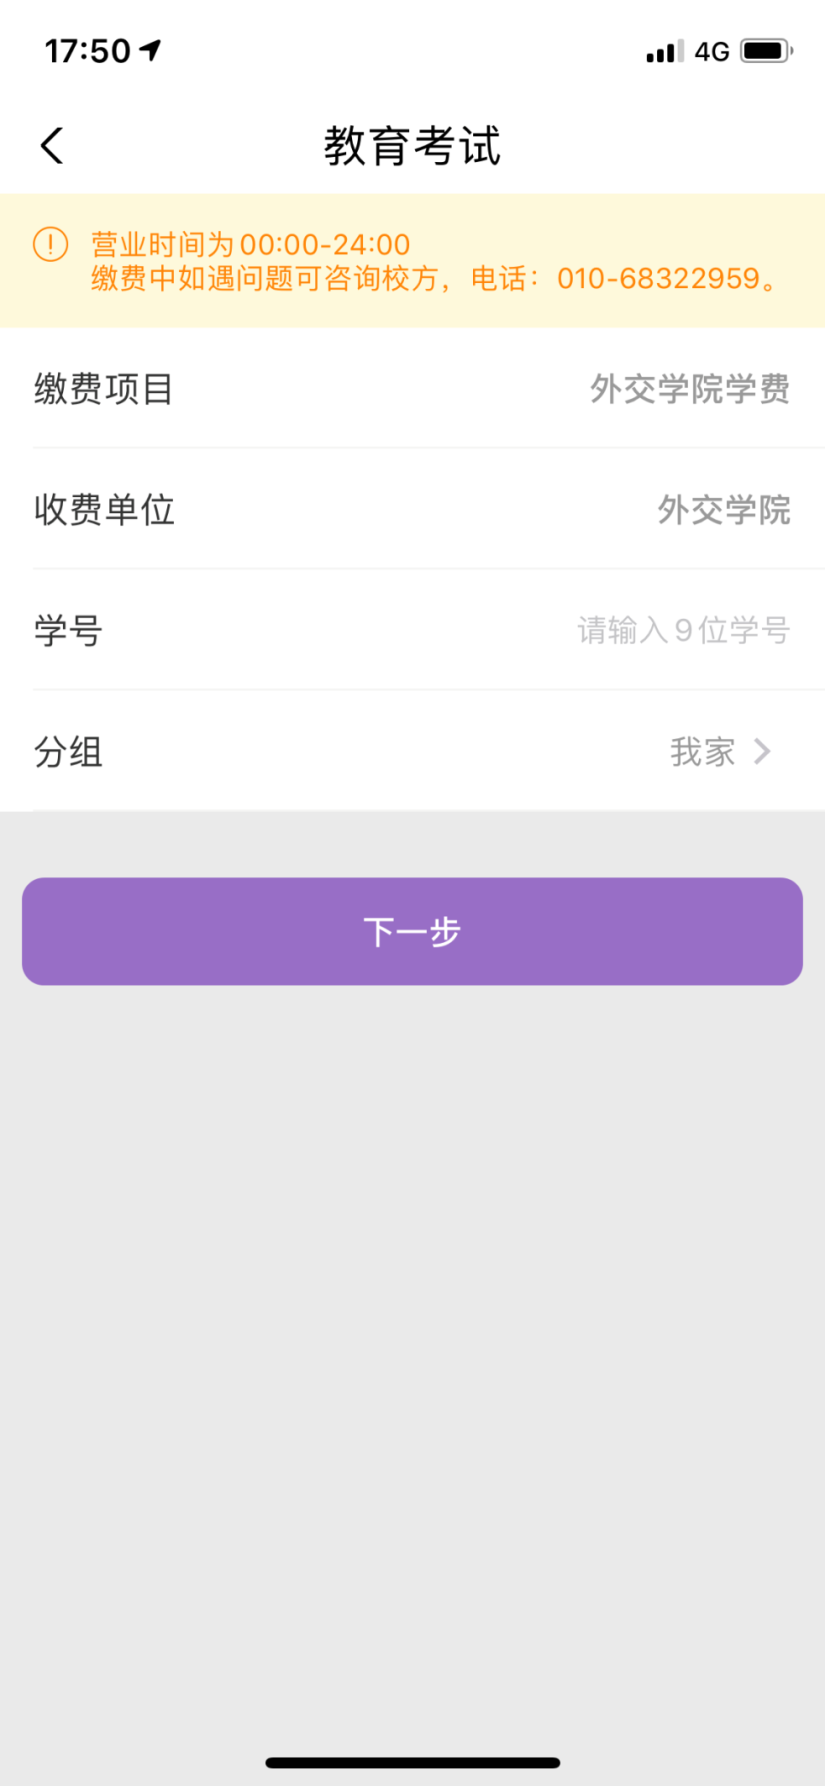 17:50 4G
教育考试
营业时间为00:00-24:00
缴费中如遇问题可咨询校方，电话：010-68322959。
缴费项目 外交学院学费
收费单位 外交学院
学号 请输入9位学号
分组 我家
下一步